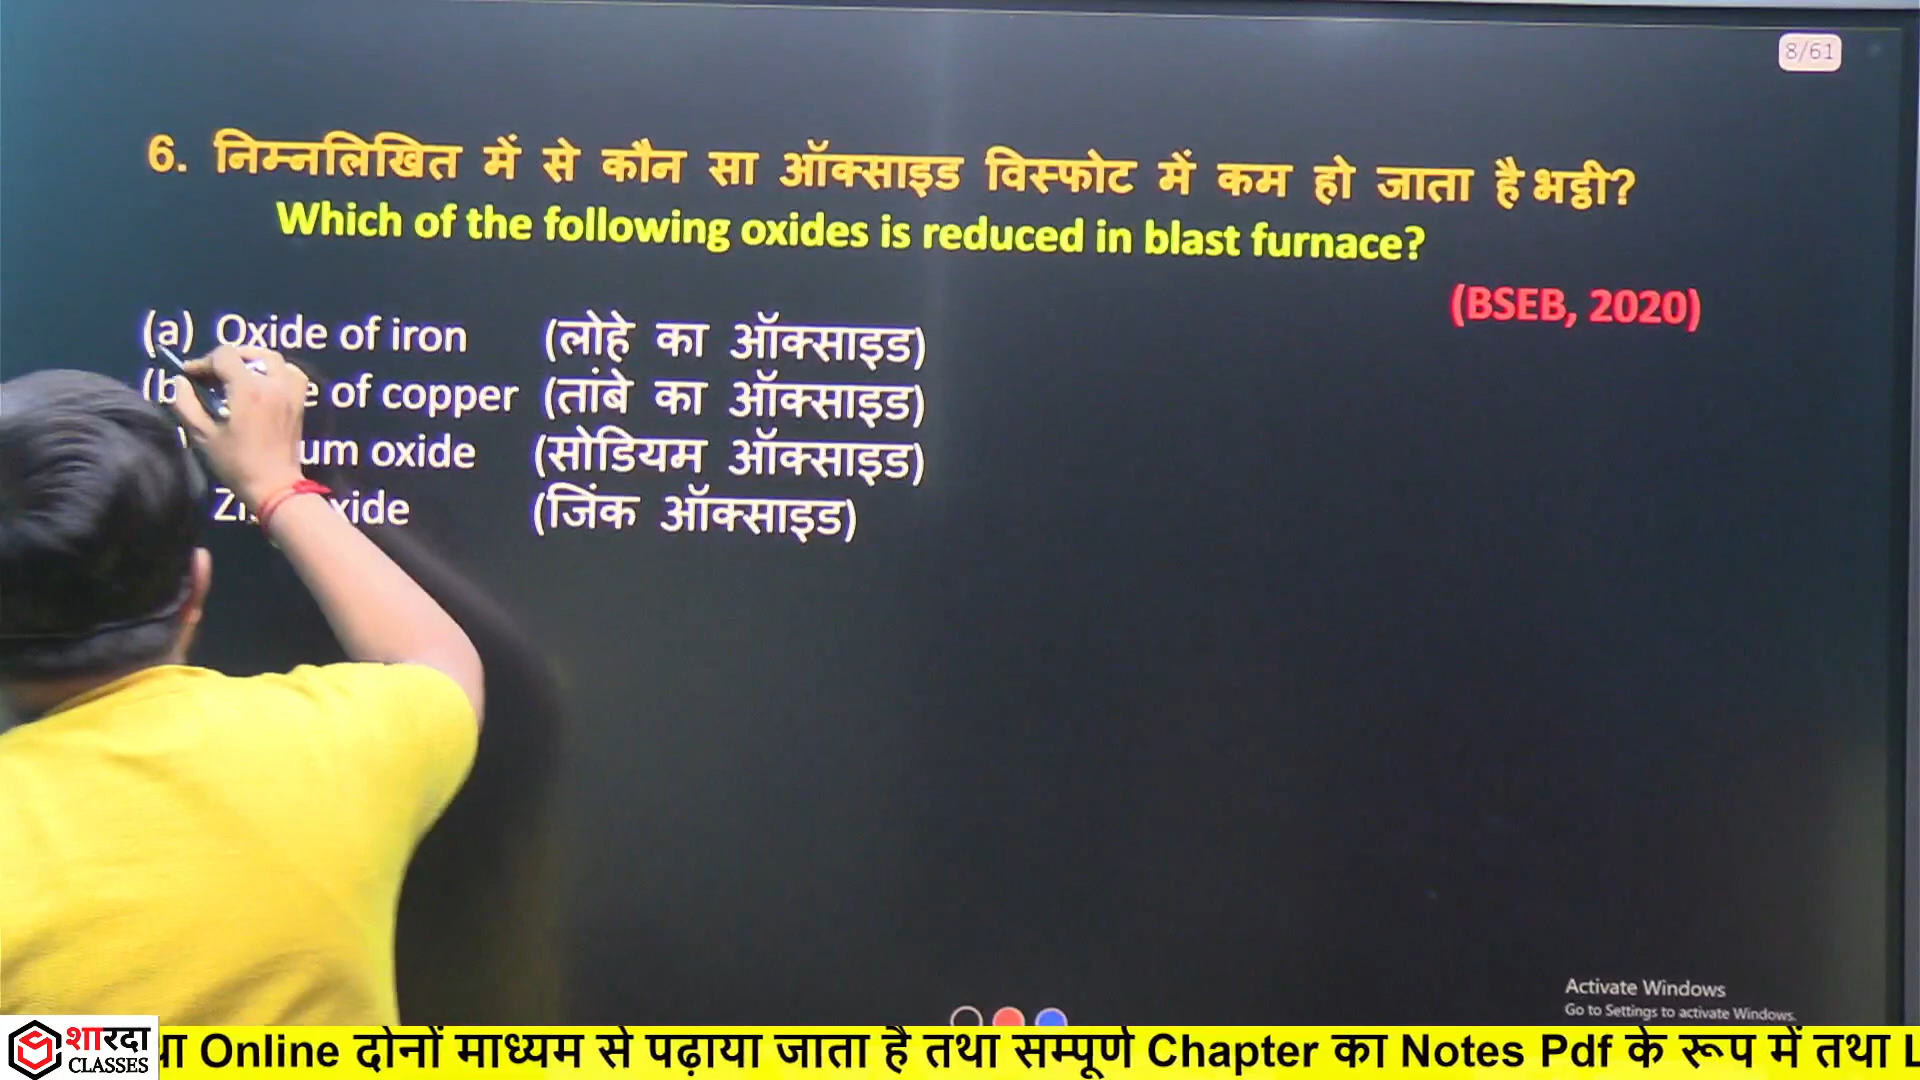 8/61
6. निम्नलिखित में से कौन सा ऑक्साइड विस्फोट में कम हो जाता है भट्ठी?
Which of the following oxides is reduced in blast furnace?
(BSEB, 2020)
(a) Oxide of iron (लोहे का ऑक्साइड)
(b of copper (तांबे का ऑक्साइड)
oxide (सोडियम ऑक्साइड)
(जिंक ऑक्साइड)
Activate Windows
Go to Settings to activate Windows.
शारदा
CLASSES
Online दोनों माध्यम से पढ़ाया जाता है तथा सम्पूर्ण Chapter का Notes Pdf के रूप में तथा